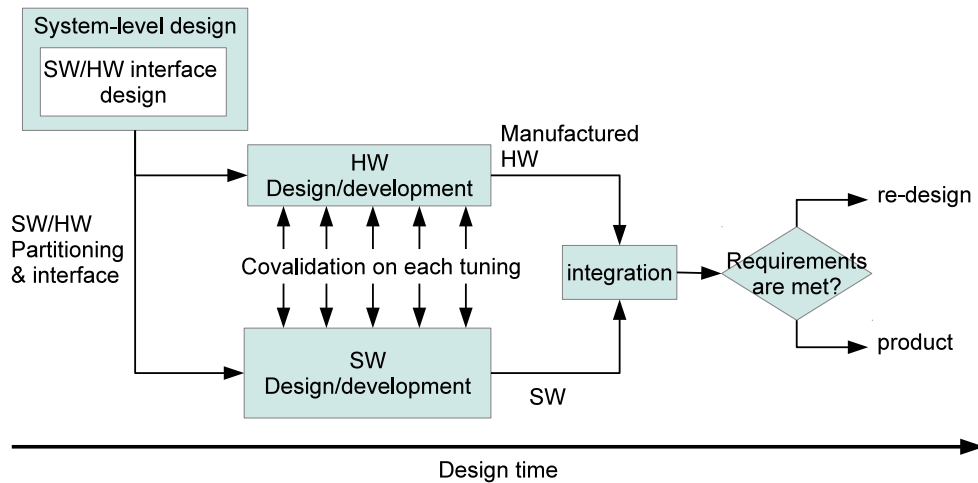 System-level design
SW/HW interface
design
SW/HW
Partitioning
& interface
HW
Design/development
Manufactured
HW
Covalidation on each tuning
SW
Design/development
SW
integration
Requirements
are met?
re-design
product
Design time